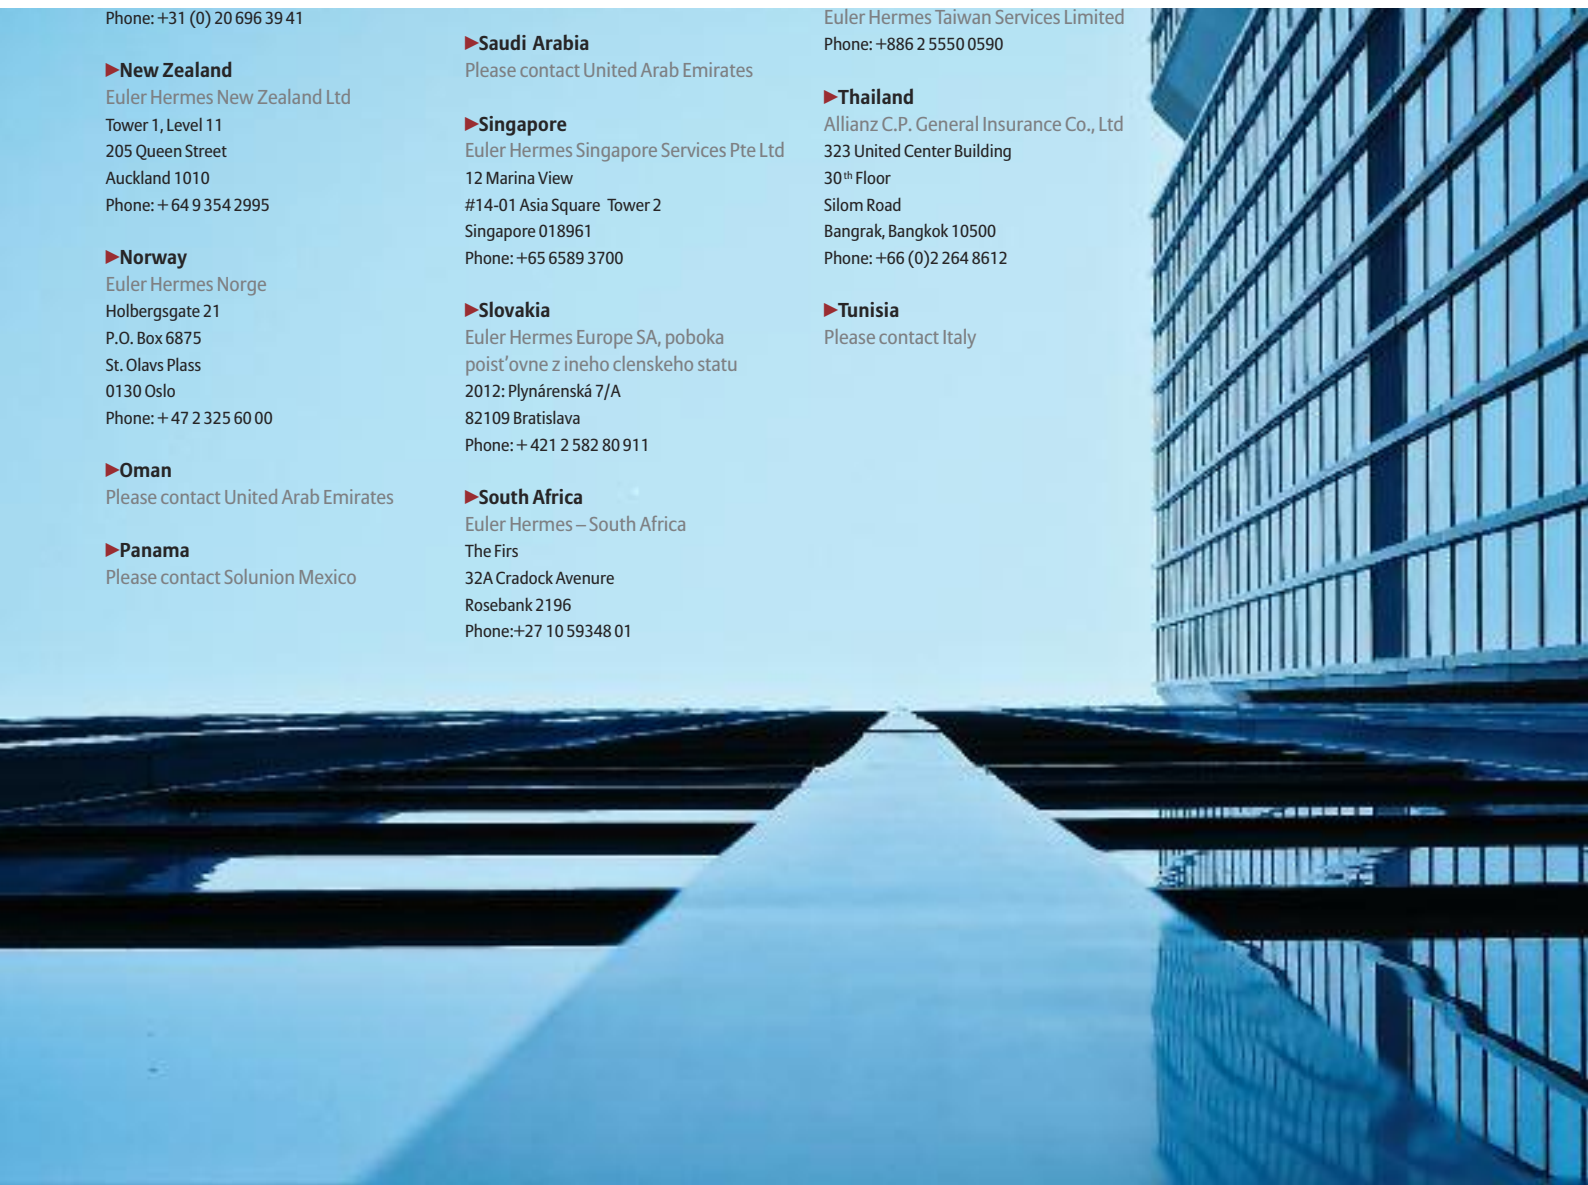 Phone: +31 (0) 20 696 39 41
►New Zealand
Euler Hermes New Zealand Ltd
Tower 1, Level 11
205 Queen Street
Auckland 1010
Phone: + 64 9 354 2995
►Norway
Euler Hermes Norge
Holbergsgate 21
P.O. Box 6875
St. Olavs Plass
0130 Oslo
Phone: + 47 2 325 60 00
►Oman
Please contact United Arab Emirates
►Panama
Please contact Solunion Mexico
►Saudi Arabia
Please contact United Arab Emirates
►Singapore
Euler Hermes Singapore Services Pte Ltd
12 Marina View
#14-01 Asia Square Tower 2
Singapore 018961
Phone: +65 6589 3700
►Slovakia
Euler Hermes Europe SA, poboka
poist’ovne z ineho clenskeho statu
2012: Plynárenská 7/A
82109 Bratislava
Phone: + 421 2 582 80 911
►South Africa
Euler Hermes – South Africa
The Firs
32A Cradock Avenure
Rosebank 2196
Phone:+27 10 59348 01
Euler Hermes Taiwan Services Limited
Phone: +886 2 5550 0590
►Thailand
Allianz C.P. General Insurance Co., Ltd
323 United Center Building
30th Floor
Silom Road
Bangrak, Bangkok 10500
Phone: +66 (0)2 264 8612
►Tunisia
Please contact Italy